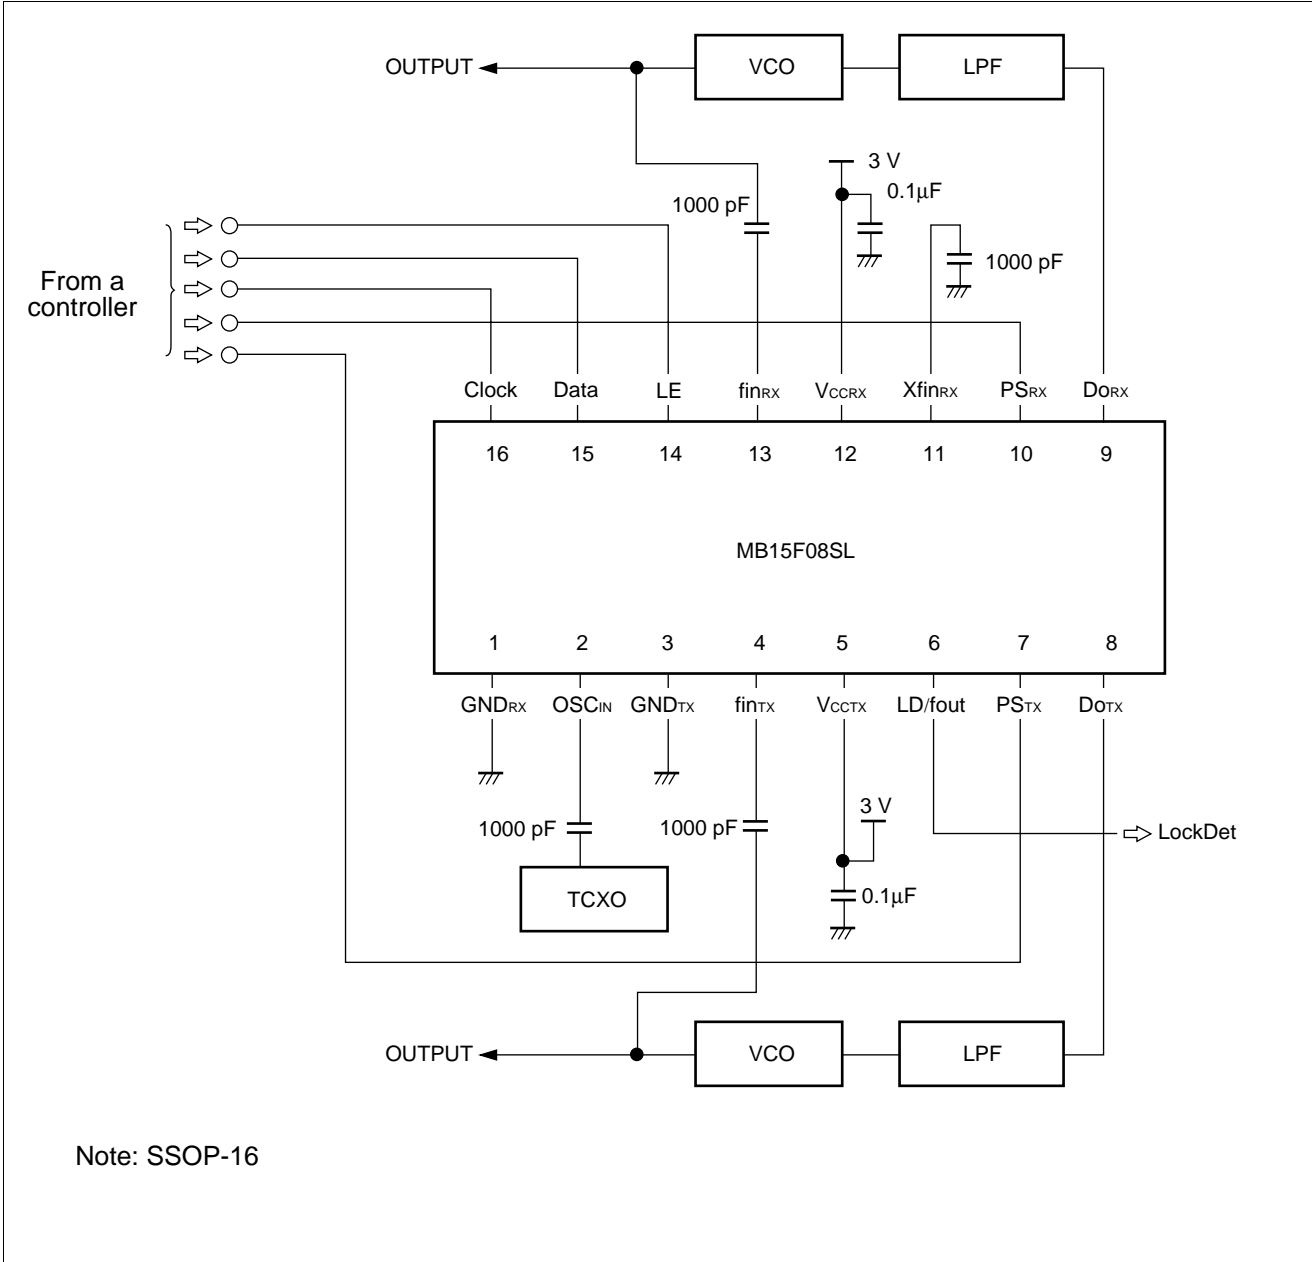 OUTPUT
VCO
LPF
3 V
0.1μF
1000 pF
1000 pF
From a
controller
Clock Data LE finRX VCCRX XfinRX PSRX DoRX
16 15 14 13 12 11 10 9
MB15F08SL
1 2 3 4 5 6 7 8
GNDRX OSCIN GNDTX finTX VCCTX LD/fout PSTX DoTX
3 V
1000 pF
1000 pF
LockDet
TCXO
0.1μF
OUTPUT
VCO
LPF
Note: SSOP-16